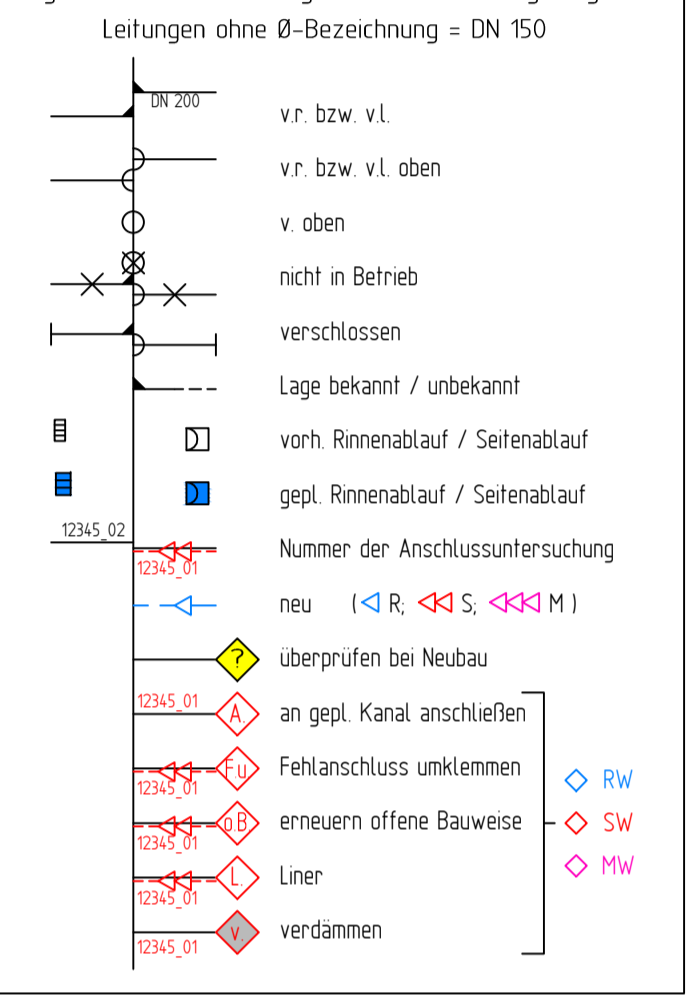 Leitungen ohne Ø-Bezeichnung = DN 150
DN 200
v.r. bzw. v.l.
v.r. bzw. v.l. oben
v. oben
nicht in Betrieb
verschlossen
Lage bekannt / unbekannt
vorh. Rinnenablauf / Seitenablauf
gepl. Rinnenablauf / Seitenablauf
12345_02
12345_01
Nummer der Anschlussuntersuchung
neu ( R; S; M )
? überprüfen bei Neubau
12345_01
A. an gepl. Kanal anschließen
F.u. Fehlanschluss umklemmen
12345_01
RW
o.B. erneuern offene Bauweise
12345_01
SW
MW
L. Liner
12345_01
v. verdämmen
12345_01